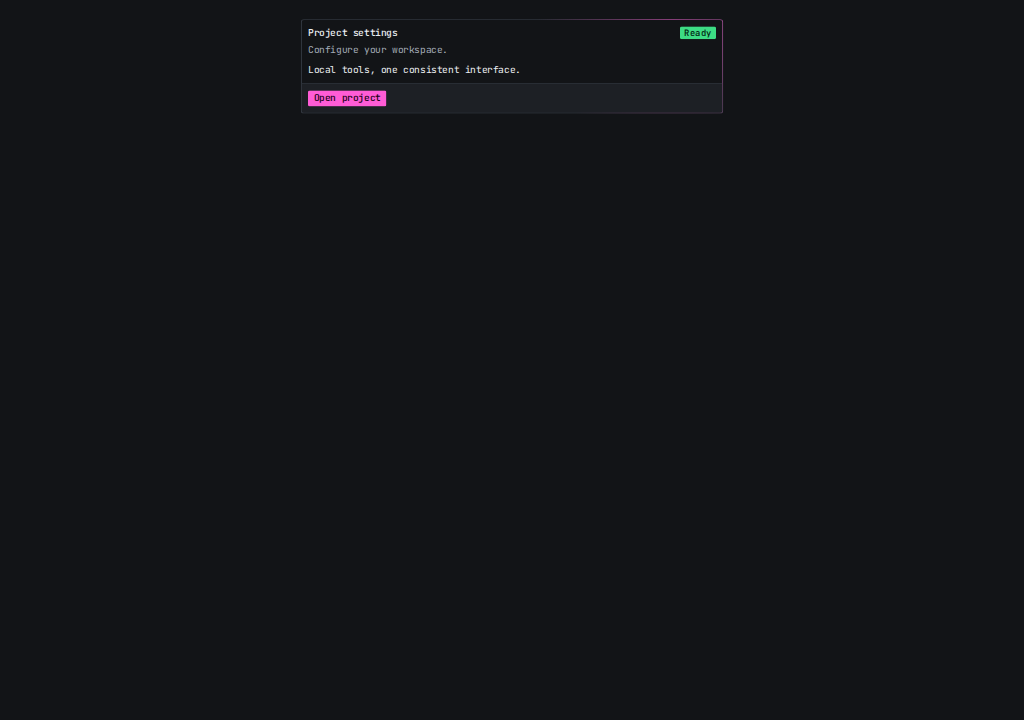 Project settings
Ready
Configure your workspace.
Local tools, one consistent interface.
Open project